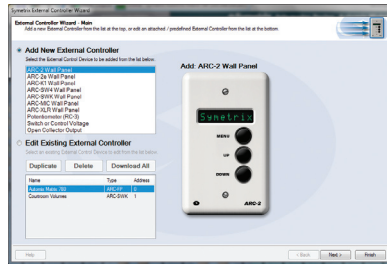 Symetrix External Controller Wizard
External Controller Wizard - Main
Add a new External Controller from the list at the top, or edit an attached / predefined External Controller from the list at the bottom.
Add New External Controller
Select the External Control Device to be added from the list below.
ARC-2 Wall Panel
ARC-2e Wall Panel
ARC-K1 Wall Panel
ARC-SW4 Wall Panel
ARC-SWK Wall Panel
ARC-MIC Wall Panel
ARC-XLR Wall Panel
Potentiometer (RC-3)
Switch or Control Voltage
Open Collector Output
Add: ARC-2 Wall Panel
Symetrix
MENU
UP
DOWN
ARC-2
Edit Existing External Controller
Select an existing External Control Device to edit from the list below.
Duplicate Delete Download All
Name Type Address
ARC-PP 0
Courtroom Volumes ARC-SWK 1
Help < Back Next > Finish